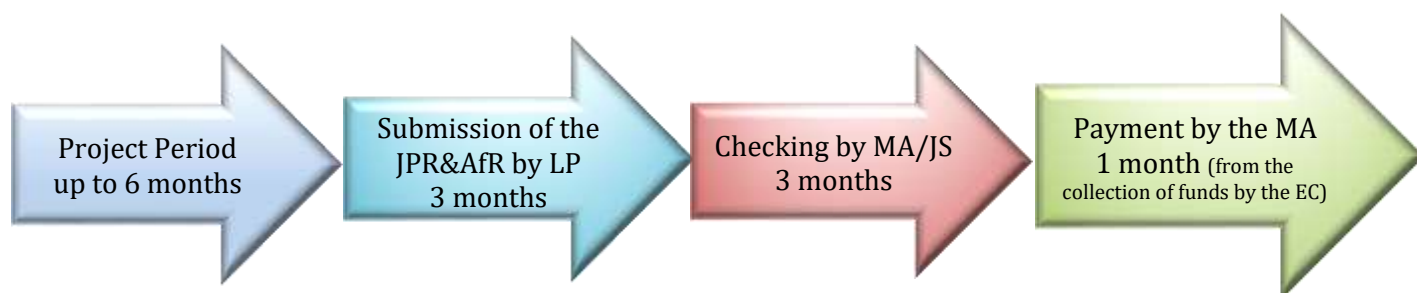 Project Period
up to 6 months
Submission of the
JPR&AfR by LP
3 months
Checking by MA/JS
3 months
Payment by the MA
1 month (from the
collection of funds by the EC)